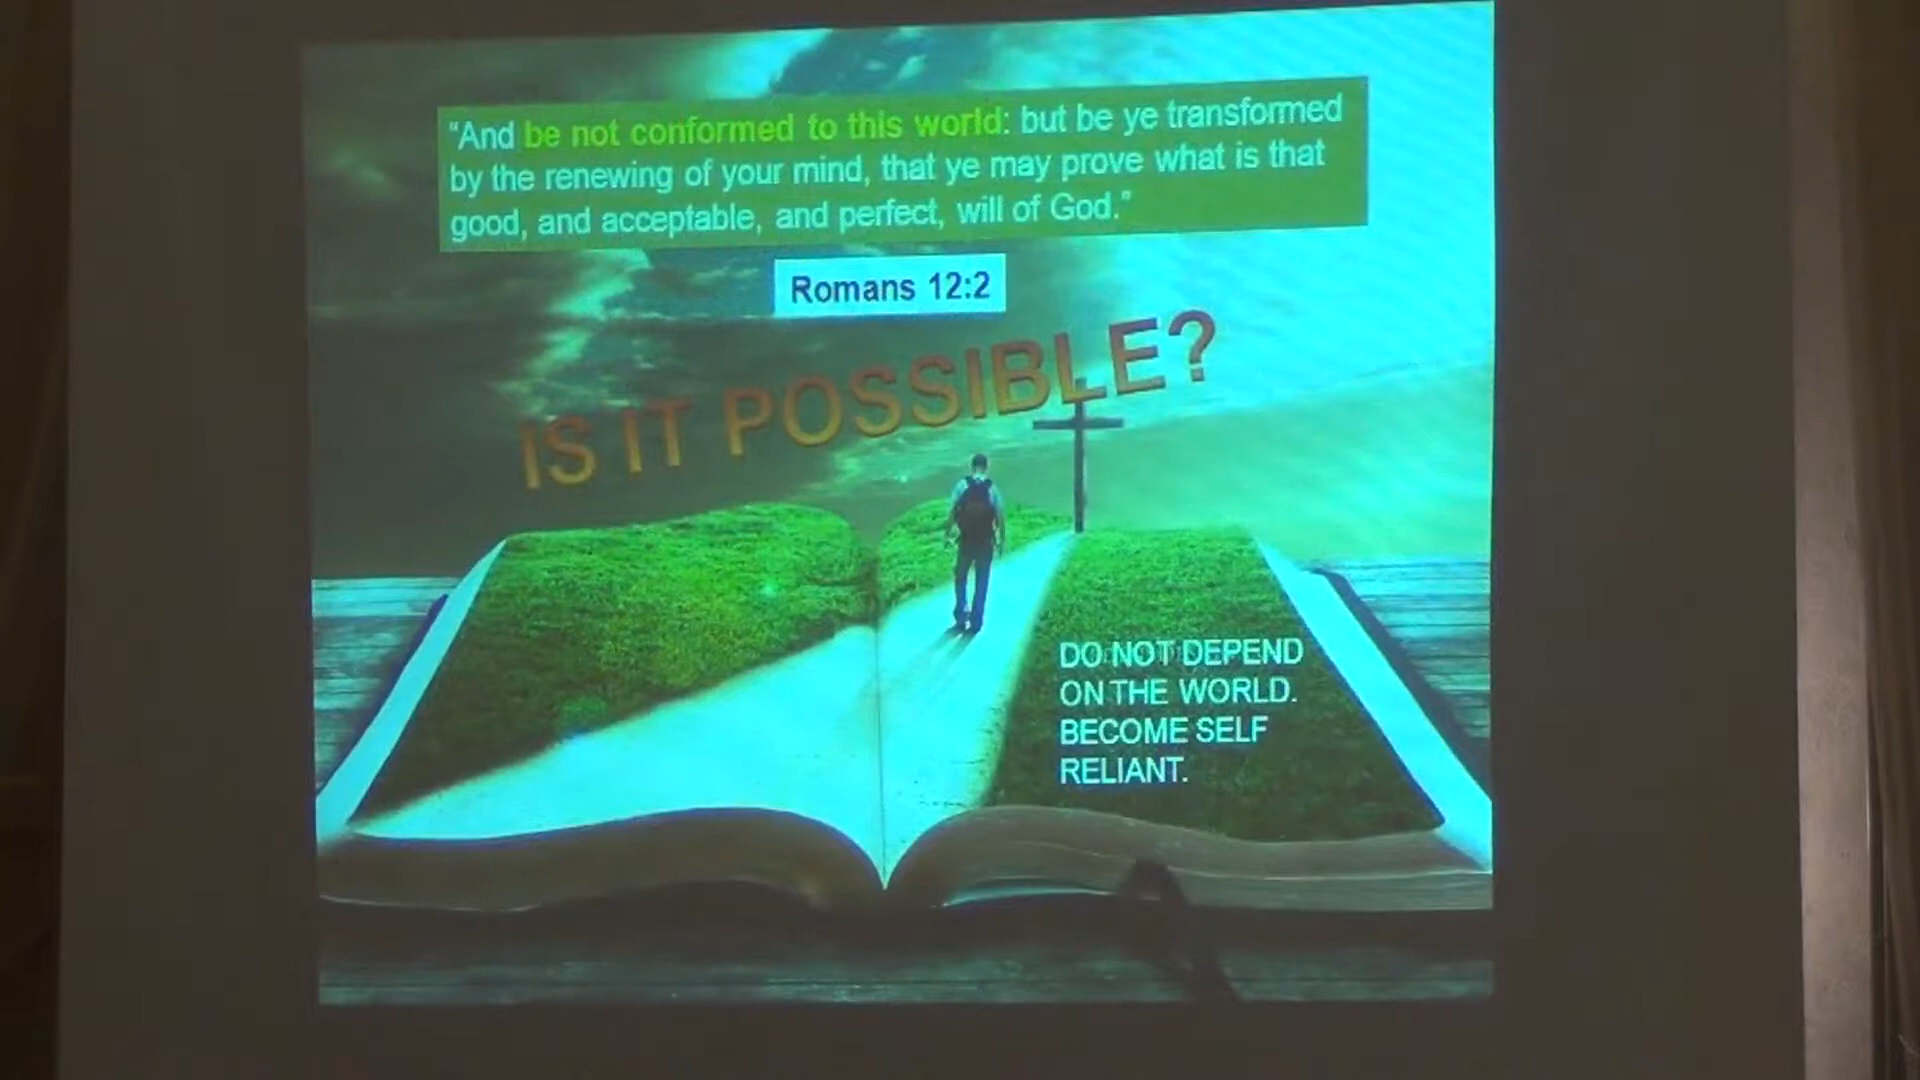 “And be not conformed to this world: but be ye transformed
by the renewing of your mind, that ye may prove what is that
good, and acceptable, and perfect, will of God.”
Romans 12:2
IS IT POSSIBLE?
DO NOT DEPEND
ON THE WORLD.
BECOME SELF
RELIANT.